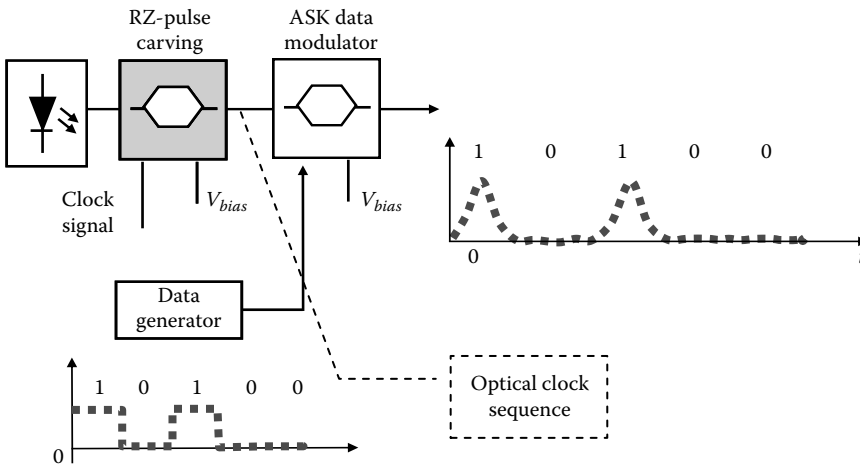 RZ-pulse
carving
ASK data
modulator
Clock
signal
V_bias
V_bias
1 0 1 0 0
0
Data
generator
1 0 1 0 0
0
Optical clock
sequence